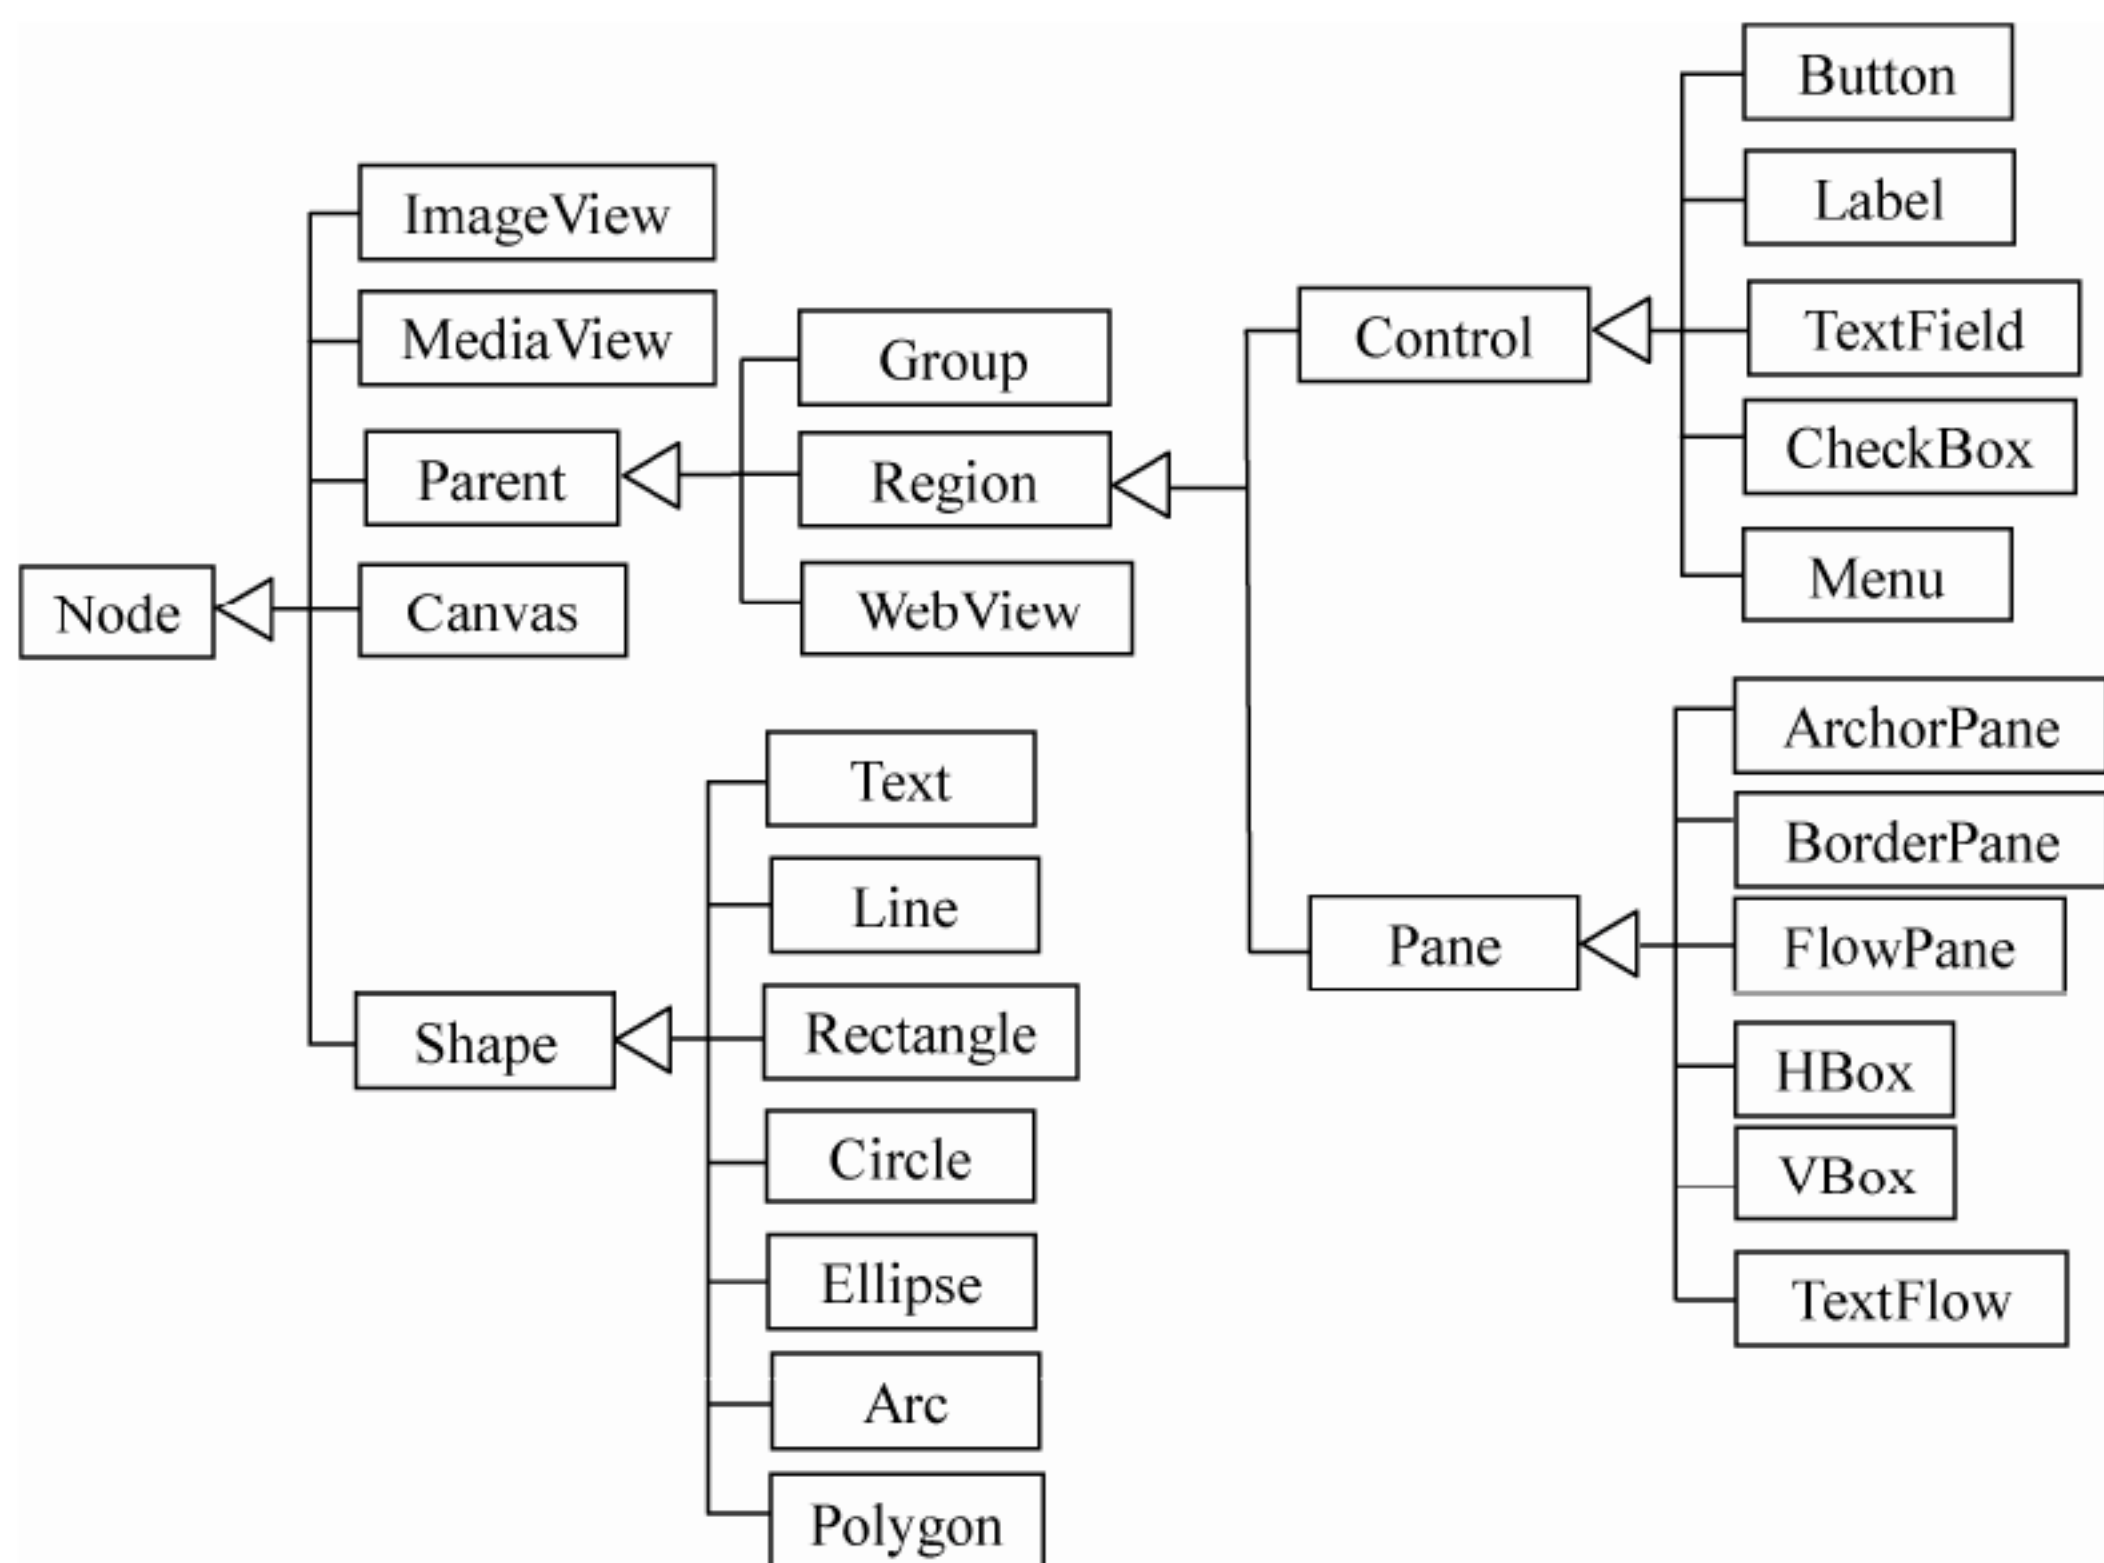 Node
ImageView
MediaView
Parent
Canvas
Shape
Group
Region
WebView
Text
Line
Rectangle
Circle
Ellipse
Arc
Polygon
Control
Pane
Button
Label
TextField
CheckBox
Menu
ArchorPane
BorderPane
FlowPane
HBox
VBox
TextFlow